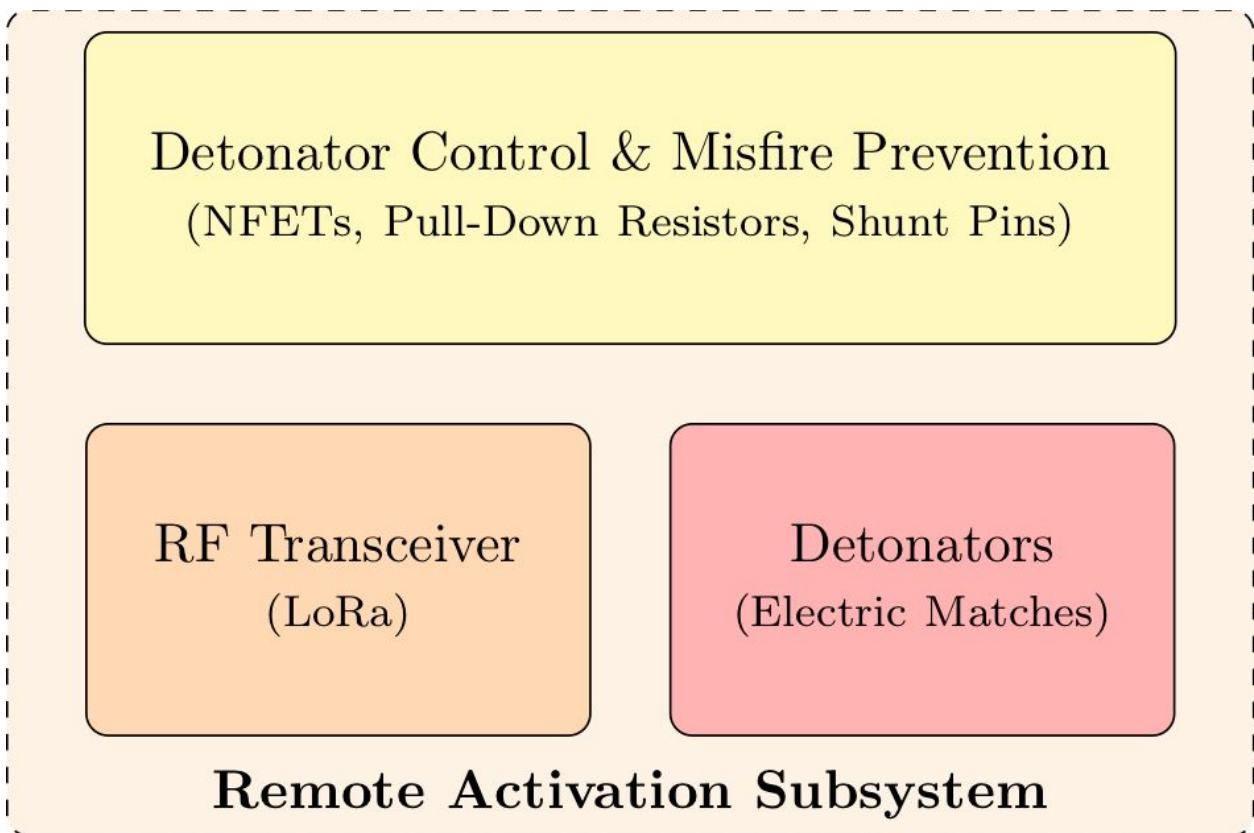 Detonator Control & Misfire Prevention
(NFETs, Pull-Down Resistors, Shunt Pins)
RF Transceiver
(LoRa)
Detonators
(Electric Matches)
Remote Activation Subsystem